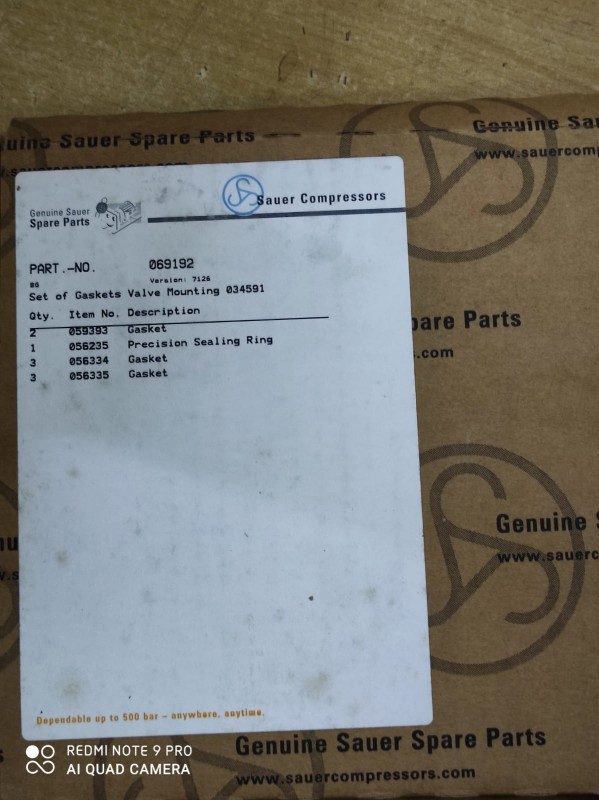 uine Sauer Spare Parts
Genuine Sau
www.sauercomp
Genuine Sauer
Spare Parts
Sauer Compressors
PART.-NO. 069192
Version: 7126
Set of Gaskets Valve Mounting 034591
Qty. Item No. Description
2 059393 Gasket
1 056235 Precision Sealing Ring
3 056334 Gasket
3 056335 Gasket
pare Parts
.com
Genuine
www.sauerc
Dependable up to 500 bar – anywhere, anytime.
Genuine Sauer Spare Parts
www.sauercompressors.com
REDMI NOTE 9 PRO
AI QUAD CAMERA